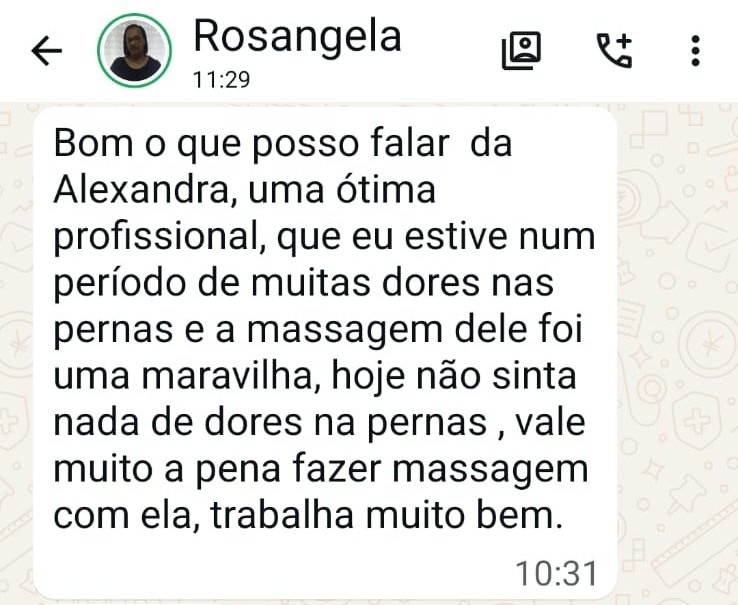 Rosangela
11:29
Bom o que posso falar  da
Alexandra, uma ótima
profissional, que eu estive num
período de muitas dores nas
pernas e a massagem dele foi
uma maravilha, hoje não sinta
nada de dores na pernas , vale
muito a pena fazer massagem
com ela, trabalha muito bem.
10:31